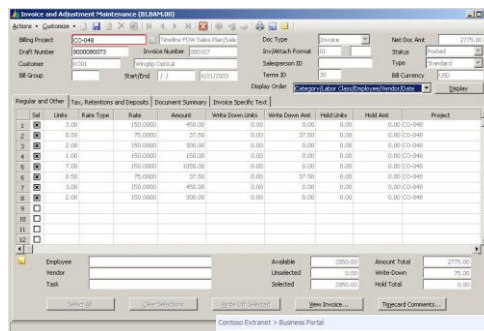 Invoice and Adjustment Maintenance (BI.BAM.08)
Actions Customize
Billing Project CO-048 Timeline PDW Sales Plan/Sale Doc Type Invoice Net Doc Amt 2775.00
Draft Number 0000000073 Invoice Number 000107 Inv/Attach Format 01 Status Posted
Customer Wingtip Optical Salesperson ID Type Standard
Bill Group Start/End / / 6/21/2005 Terms ID 30 Bill Currency USD
Display Order Category/Labor Class/Employee/Vendor/Date Display
Regular and Other Tax, Retentions and Deposits Document Summary Invoice Specific Text
Sel Units Rate Type Rate Amount Write Down Units Write Down Amt Hold Units Hold Amt Project
1 3.00 150.0000 450.00 0.00 0.00 0.00 0.00 CO-048
2 0.50 75.0000 37.50 0.00 37.50 0.00 0.00 CO-048
3 2.00 150.0000 300.00 0.00 0.00 0.00 0.00 CO-048
4 1.00 150.0000 150.00 0.00 0.00 0.00 0.00 CO-048
5 7.00 150.0000 1050.00 0.00 0.00 0.00 0.00 CO-048
6 0.50 75.0000 37.50 0.00 37.50 0.00 0.00 CO-048
7 3.00 150.0000 450.00 0.00 0.00 0.00 0.00 CO-048
8 2.00 150.0000 300.00 0.00 0.00 0.00 0.00 CO-048
9
10
11
12
Employee Available 2850.00 Amount Total 2775.00
Vendor Unselected 0.00 Write-Down 75.00
Task Selected 2850.00 Hold Total 0.00
Select All Clear Selections Write-Off Selected View Invoice... Timecard Comments...
Contoso Extranet > Business Portal